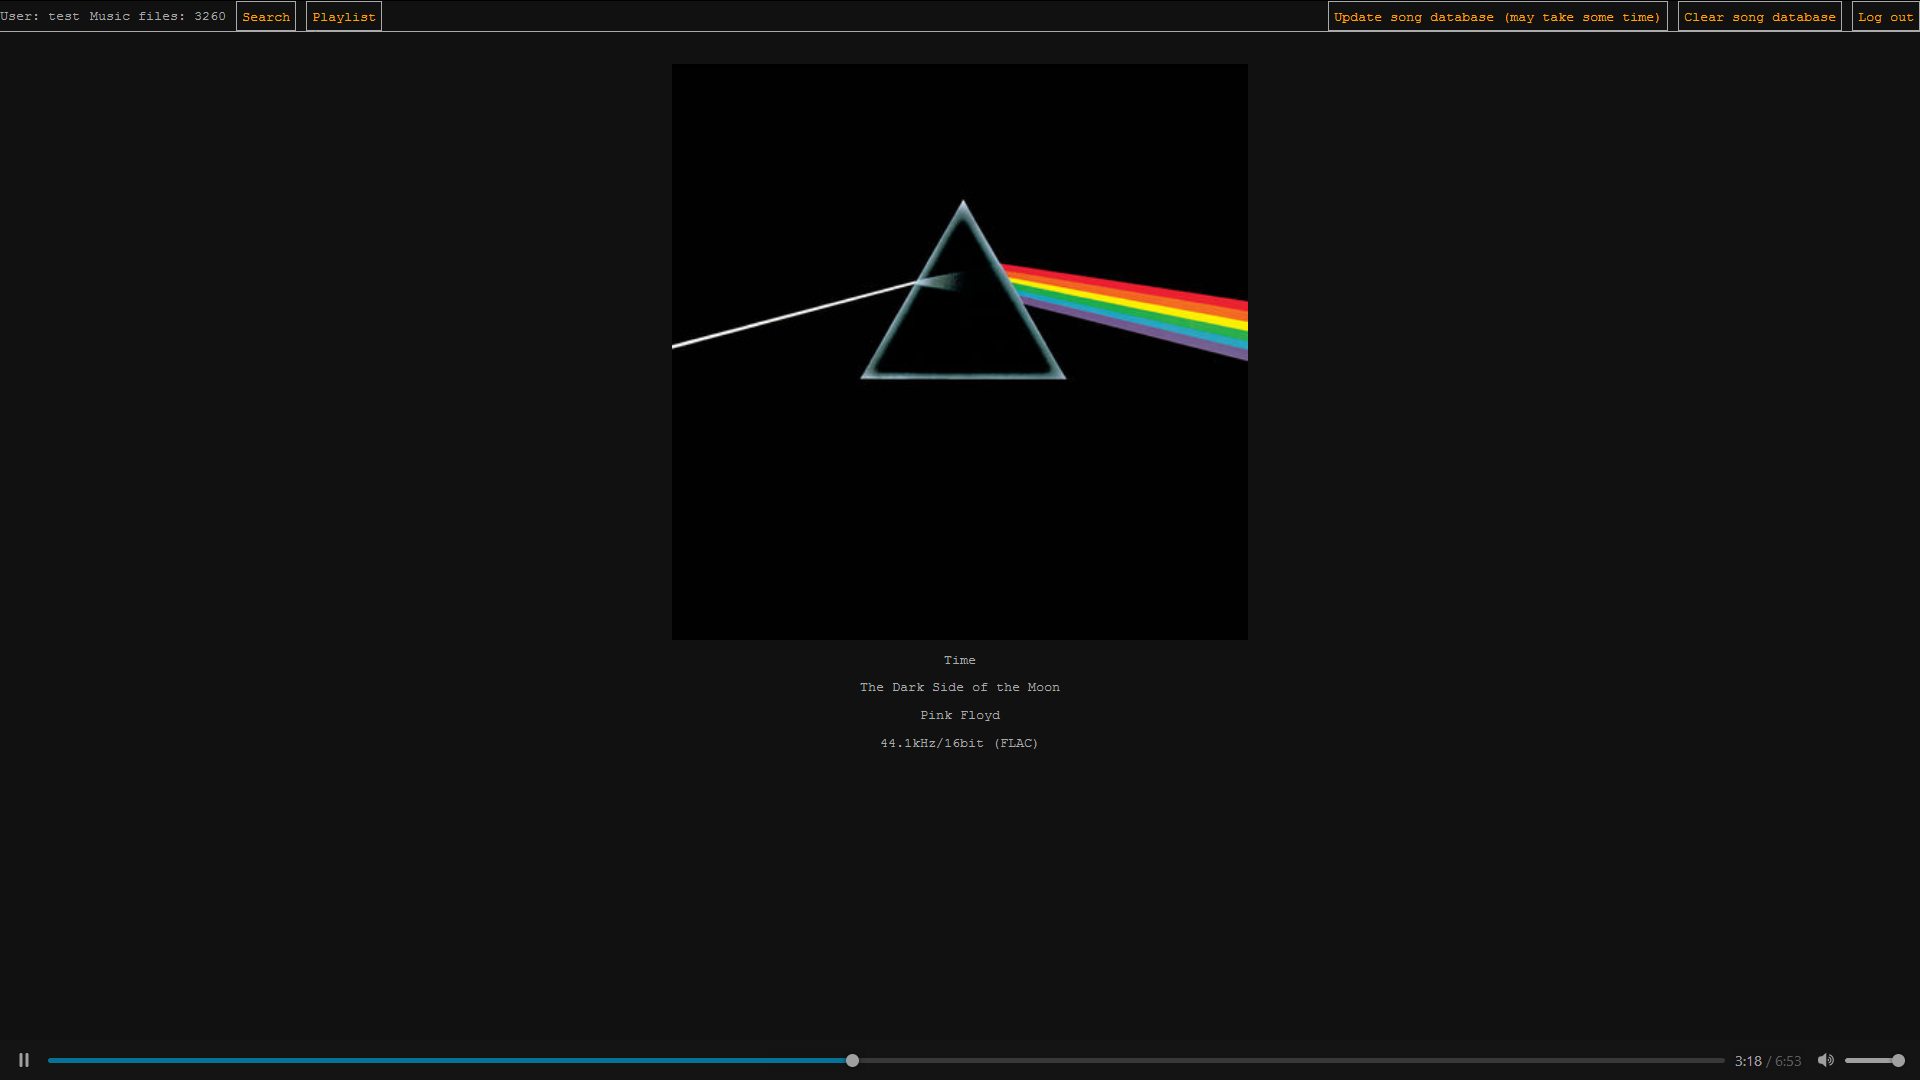 User: test Music files: 3260 Search Playlist Update song database (may take some time) Clear song database Log out
Time
The Dark Side of the Moon
Pink Floyd
44.1kHz/16bit (FLAC)
3:18 / 6:53